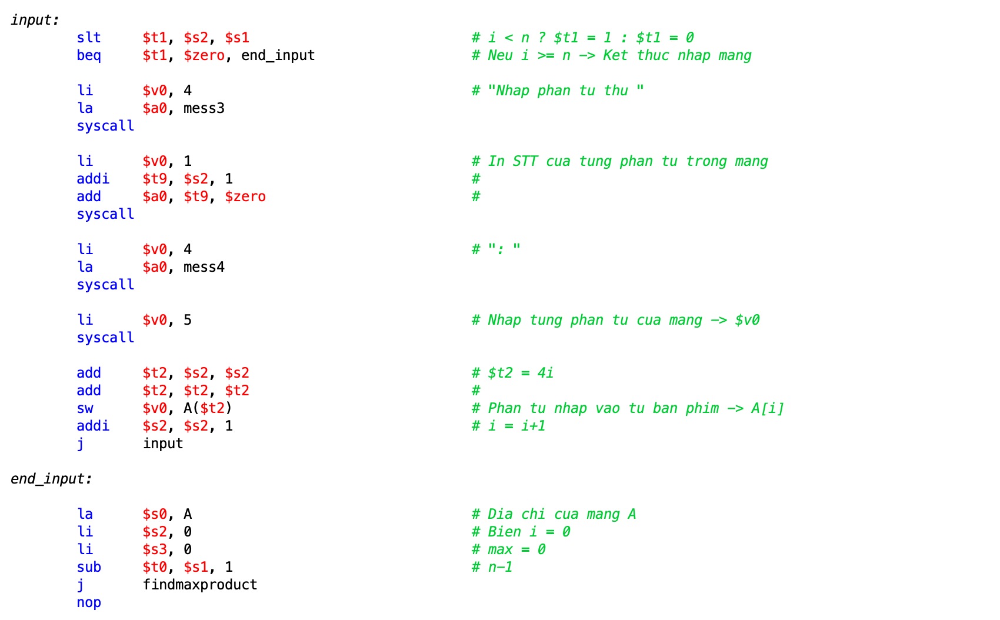 input:
slt $t1, $s2, $s1 # i < n ? $t1 = 1 : $t1 = 0
beq $t1, $zero, end_input # Neu i >= n -> Ket thuc nhap mang
li $v0, 4 # "Nhap phan tu thu "
la $a0, mess3
syscall
li $v0, 1 # In STT cua tung phan tu trong mang
addi $t9, $s2, 1 #
add $a0, $t9, $zero #
syscall
li $v0, 4 # ": "
la $a0, mess4
syscall
li $v0, 5 # Nhap tung phan tu cua mang -> $v0
syscall
add $t2, $s2, $s2 # $t2 = 4i
add $t2, $t2, $t2 #
sw $v0, A($t2) # Phan tu nhap vao tu ban phim -> A[i]
addi $s2, $s2, 1 # i = i+1
j input
end_input:
la $s0, A # Dia chi cua mang A
li $s2, 0 # Bien i = 0
li $s3, 0 # max = 0
sub $t0, $s1, 1 # n-1
j findmaxproduct
nop